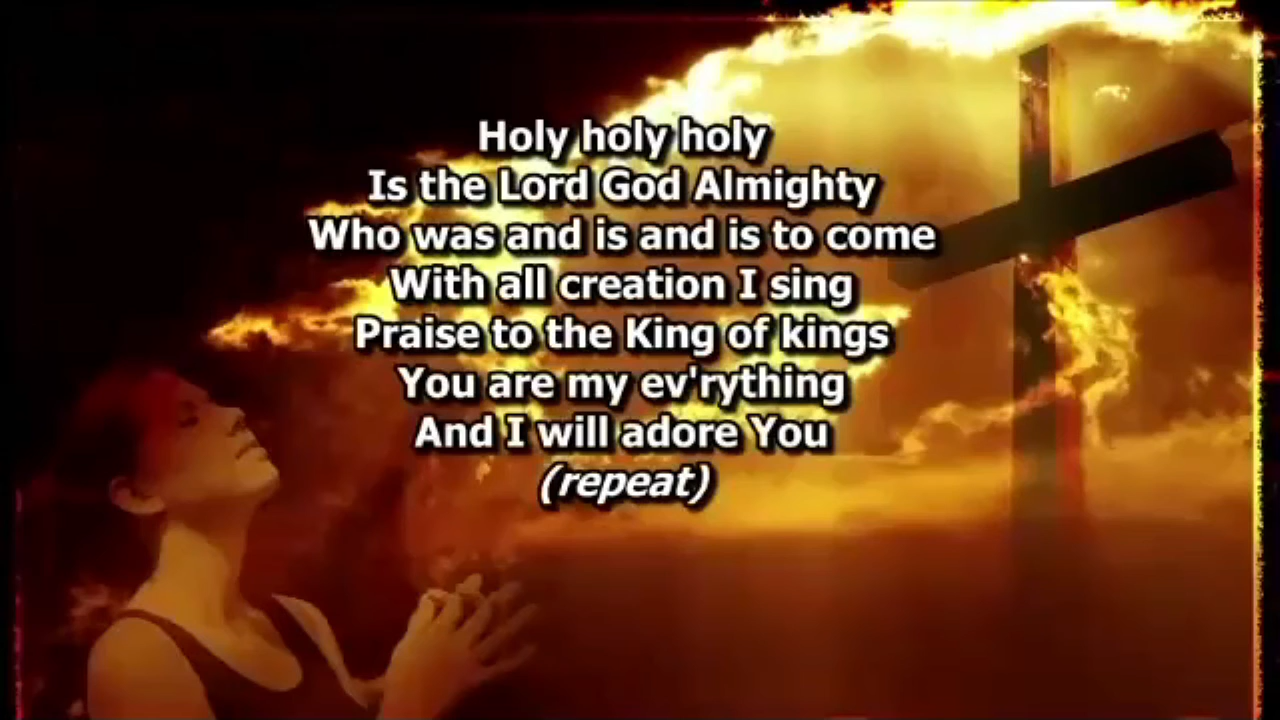 Holy holy holy
Is the Lord God Almighty
Who was and is and is to come
With all creation I sing
Praise to the King of kings
You are my ev'rything
And I will adore You
(repeat)